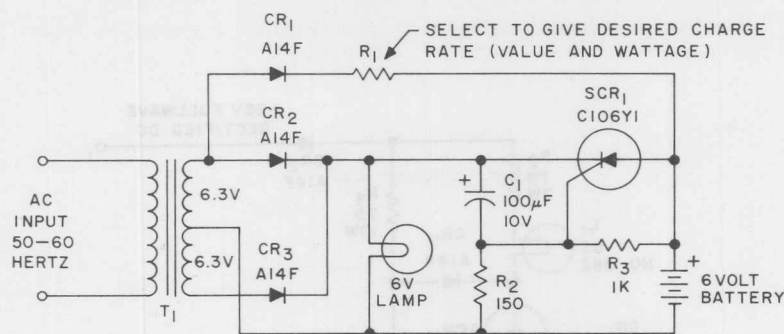 CR1
A14F
SELECT TO GIVE DESIRED CHARGE
RATE (VALUE AND WATTAGE)
R1
CR2
A14F
SCR1
C106Y1
AC
INPUT
50–60
HERTZ
6.3V
6.3V
T1
CR3
A14F
6V
LAMP
+
C1
100μF
10V
R2
150
R3
1K
+
6 VOLT
BATTERY